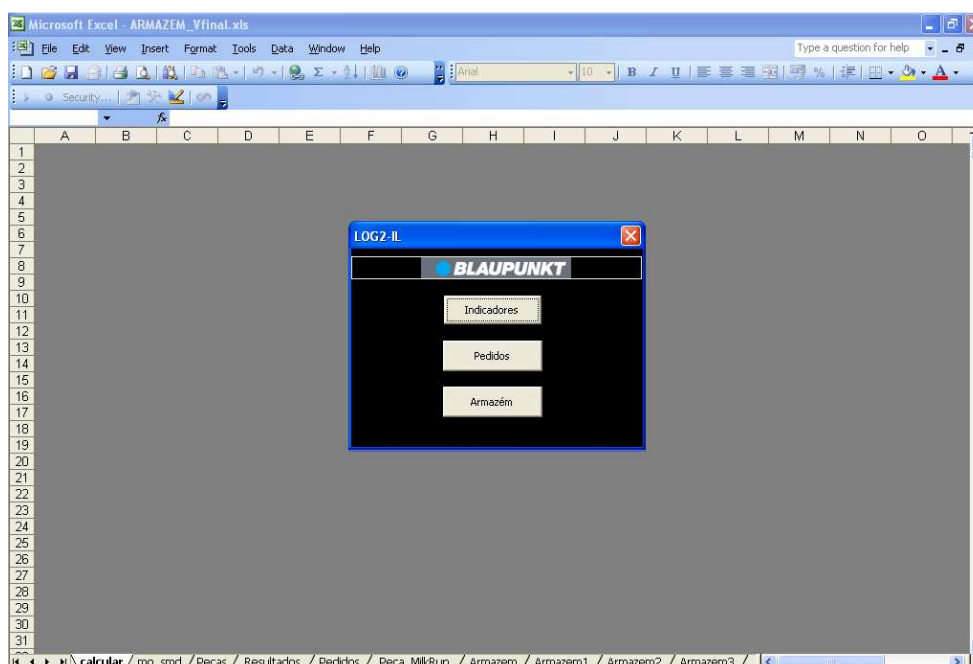 Microsoft Excel - ARMAZEM_Vfinal.xls
File Edit View Insert Format Tools Data Window Help Type a question for help
Arial 10 B I U
Security...
fx
A B C D E F G H I J K L M N O
1
2
3
4
5
6
7
8
9
10
11
12
13
14
15
16
17
18
19
20
21
22
23
24
25
26
27
28
29
30
31
LOG2-IL
BLAUPUNKT
Indicadores
Pedidos
Armazém
calcular / mo_smd / Pecas / Resultados / Pedidos / Peca_MilkRun / Armazem / Armazem1 / Armazem2 / Armazem3 /